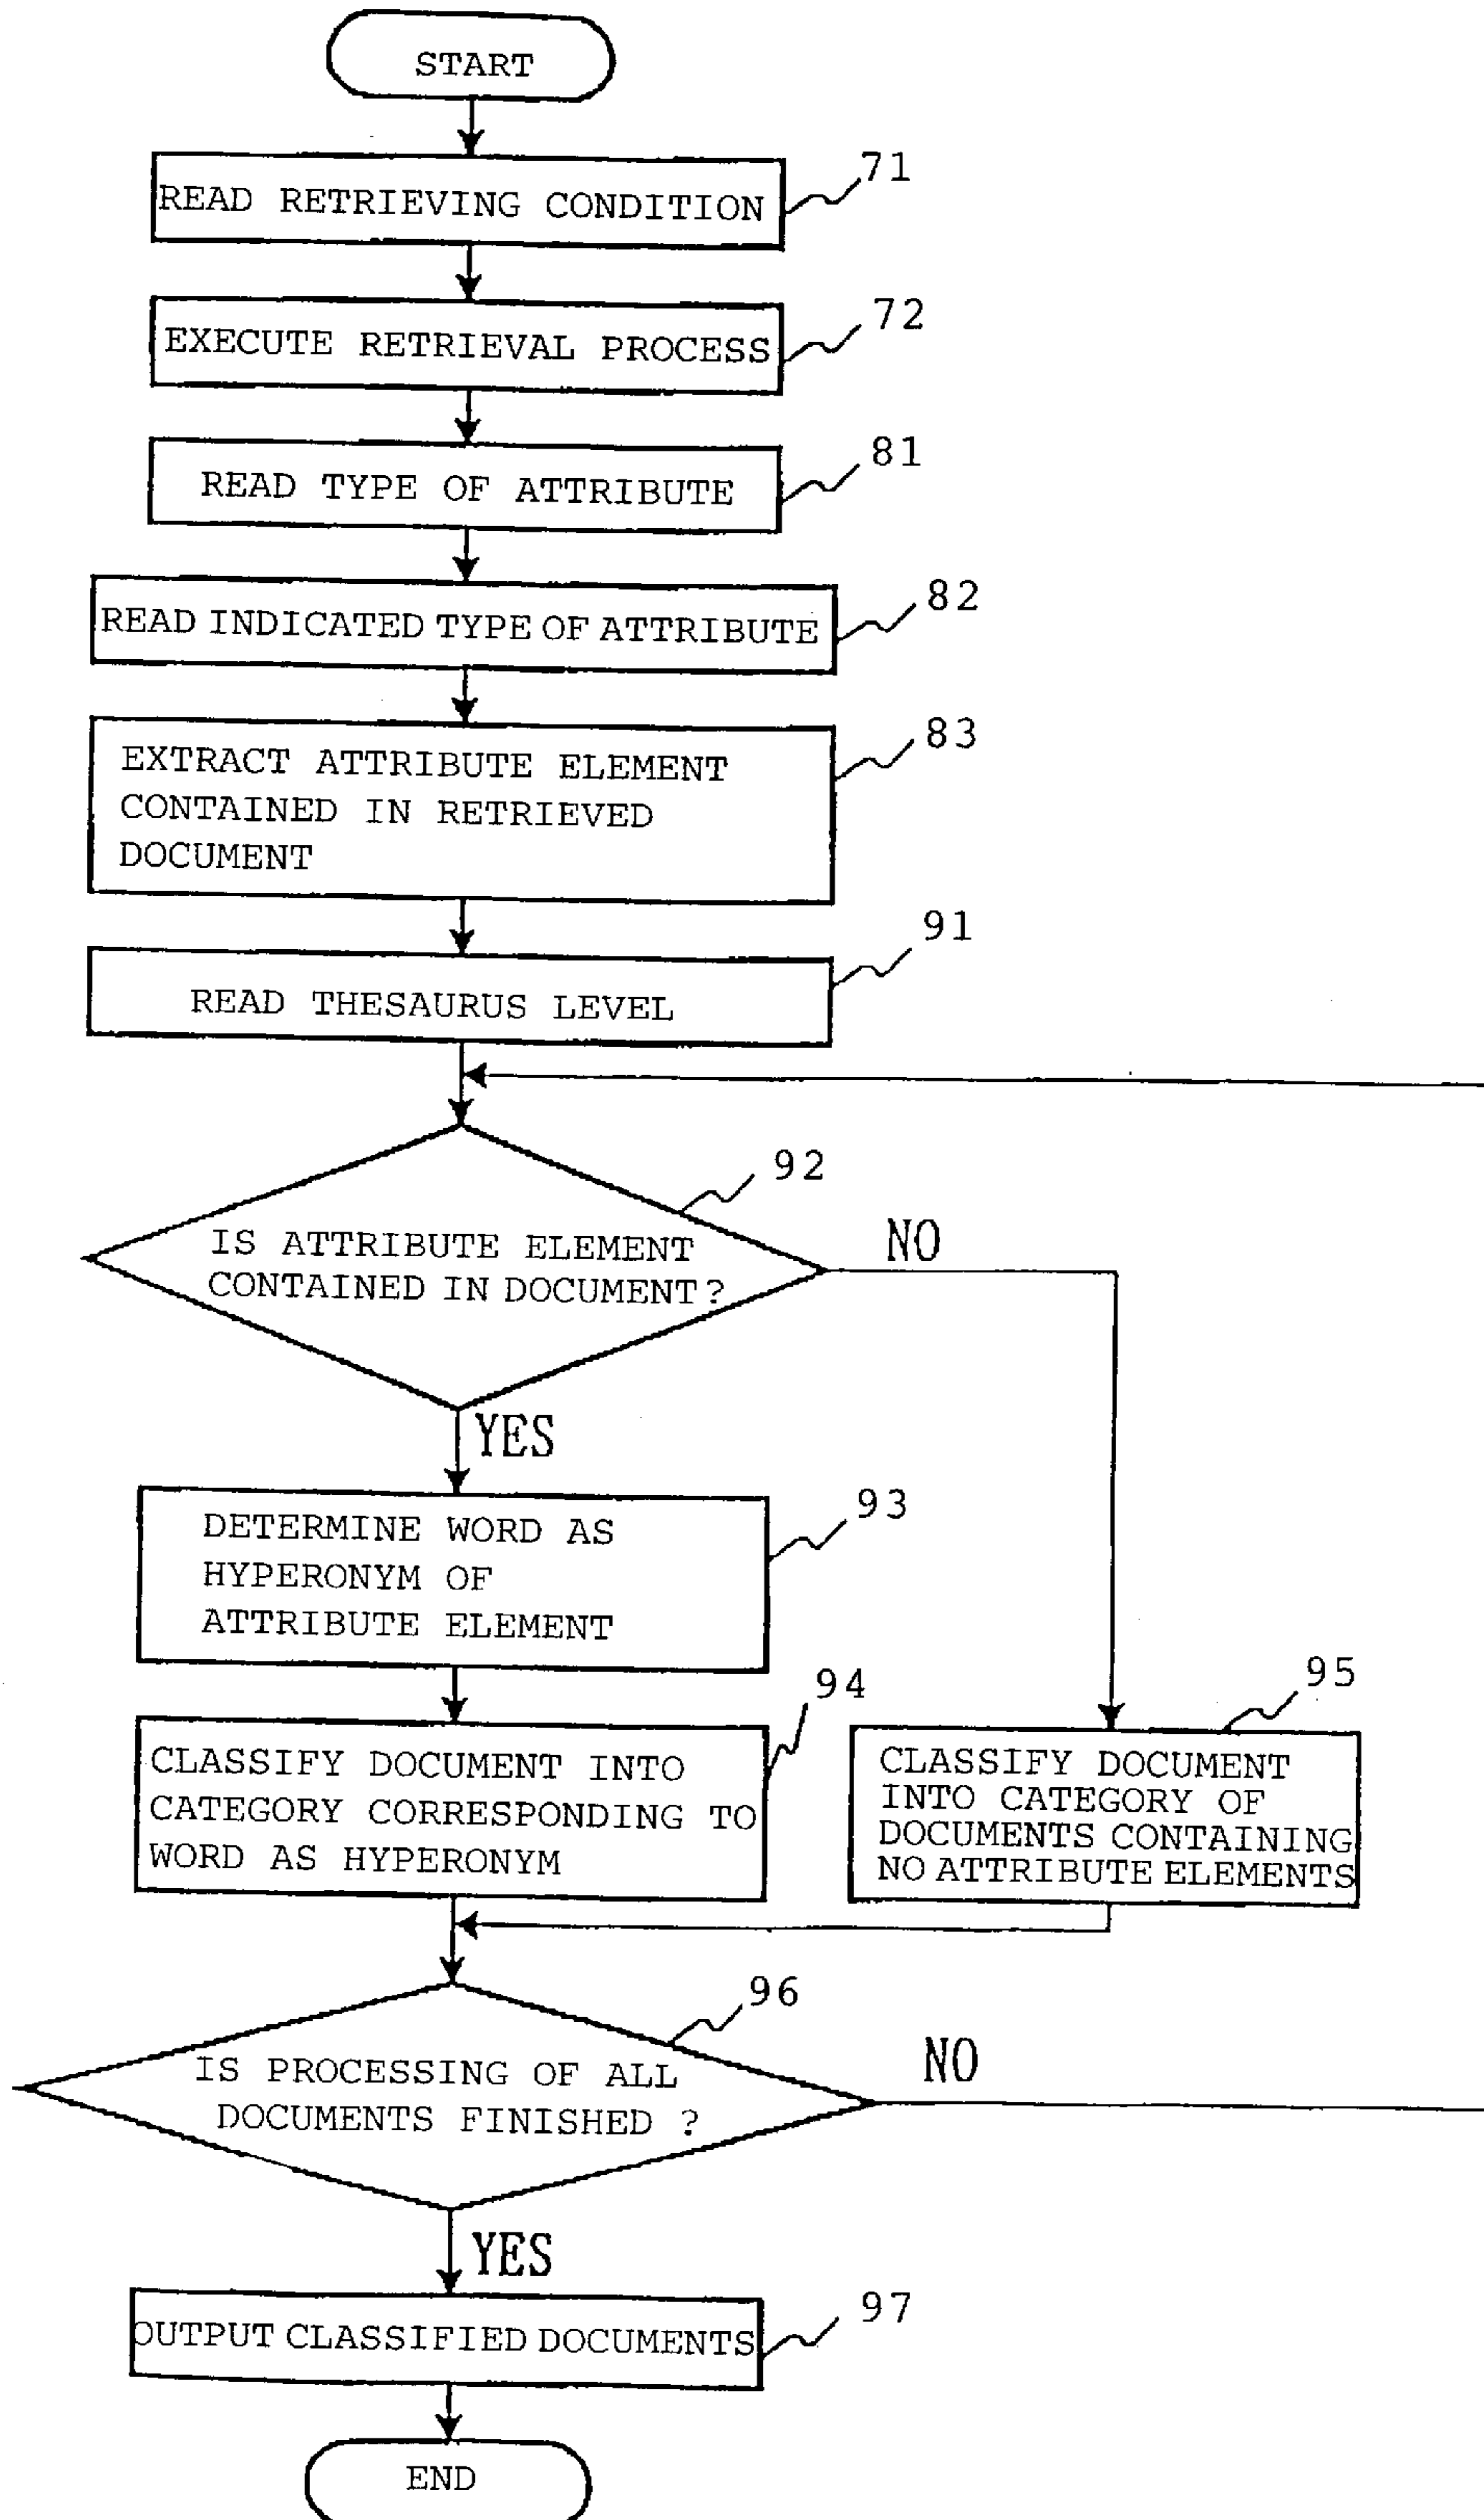 START
READ RETRIEVING CONDITION
71
EXECUTE RETRIEVAL PROCESS
72
READ TYPE OF ATTRIBUTE
81
READ INDICATED TYPE OF ATTRIBUTE
82
EXTRACT ATTRIBUTE ELEMENT
CONTAINED IN RETRIEVED
DOCUMENT
83
READ THESAURUS LEVEL
91
IS ATTRIBUTE ELEMENT
CONTAINED IN DOCUMENT?
92
NO
YES
DETERMINE WORD AS
HYPERONYM OF
ATTRIBUTE ELEMENT
93
CLASSIFY DOCUMENT INTO
CATEGORY CORRESPONDING TO
WORD AS HYPERONYM
94
CLASSIFY DOCUMENT
INTO CATEGORY OF
DOCUMENTS CONTAINING
NO ATTRIBUTE ELEMENTS
95
IS PROCESSING OF ALL
DOCUMENTS FINISHED ?
96
NO
YES
OUTPUT CLASSIFIED DOCUMENTS
97
END